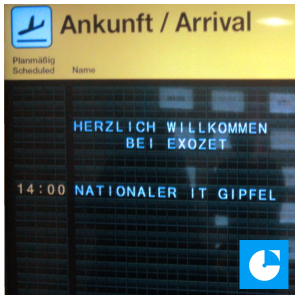 Ankunft / Arrival
Planmäßig
Scheduled Name
HERZLICH WILLKOMMEN
BEI EXOZET
14:00 NATIONALER IT GIPFEL